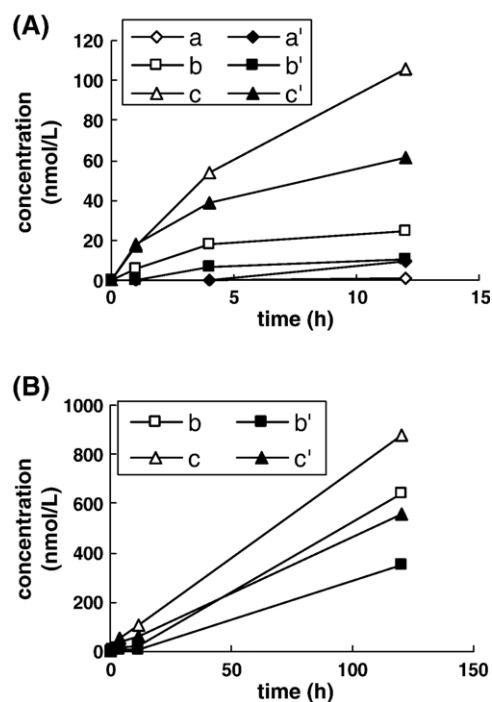 (A)
a a'
b b'
c c'
120
100
80
60
40
20
0
concentration
(nmol/L)
0 5 10 15
time (h)
(B)
b b'
c c'
1000
800
600
400
200
0
concentration
(nmol/L)
0 50 100 150
time (h)